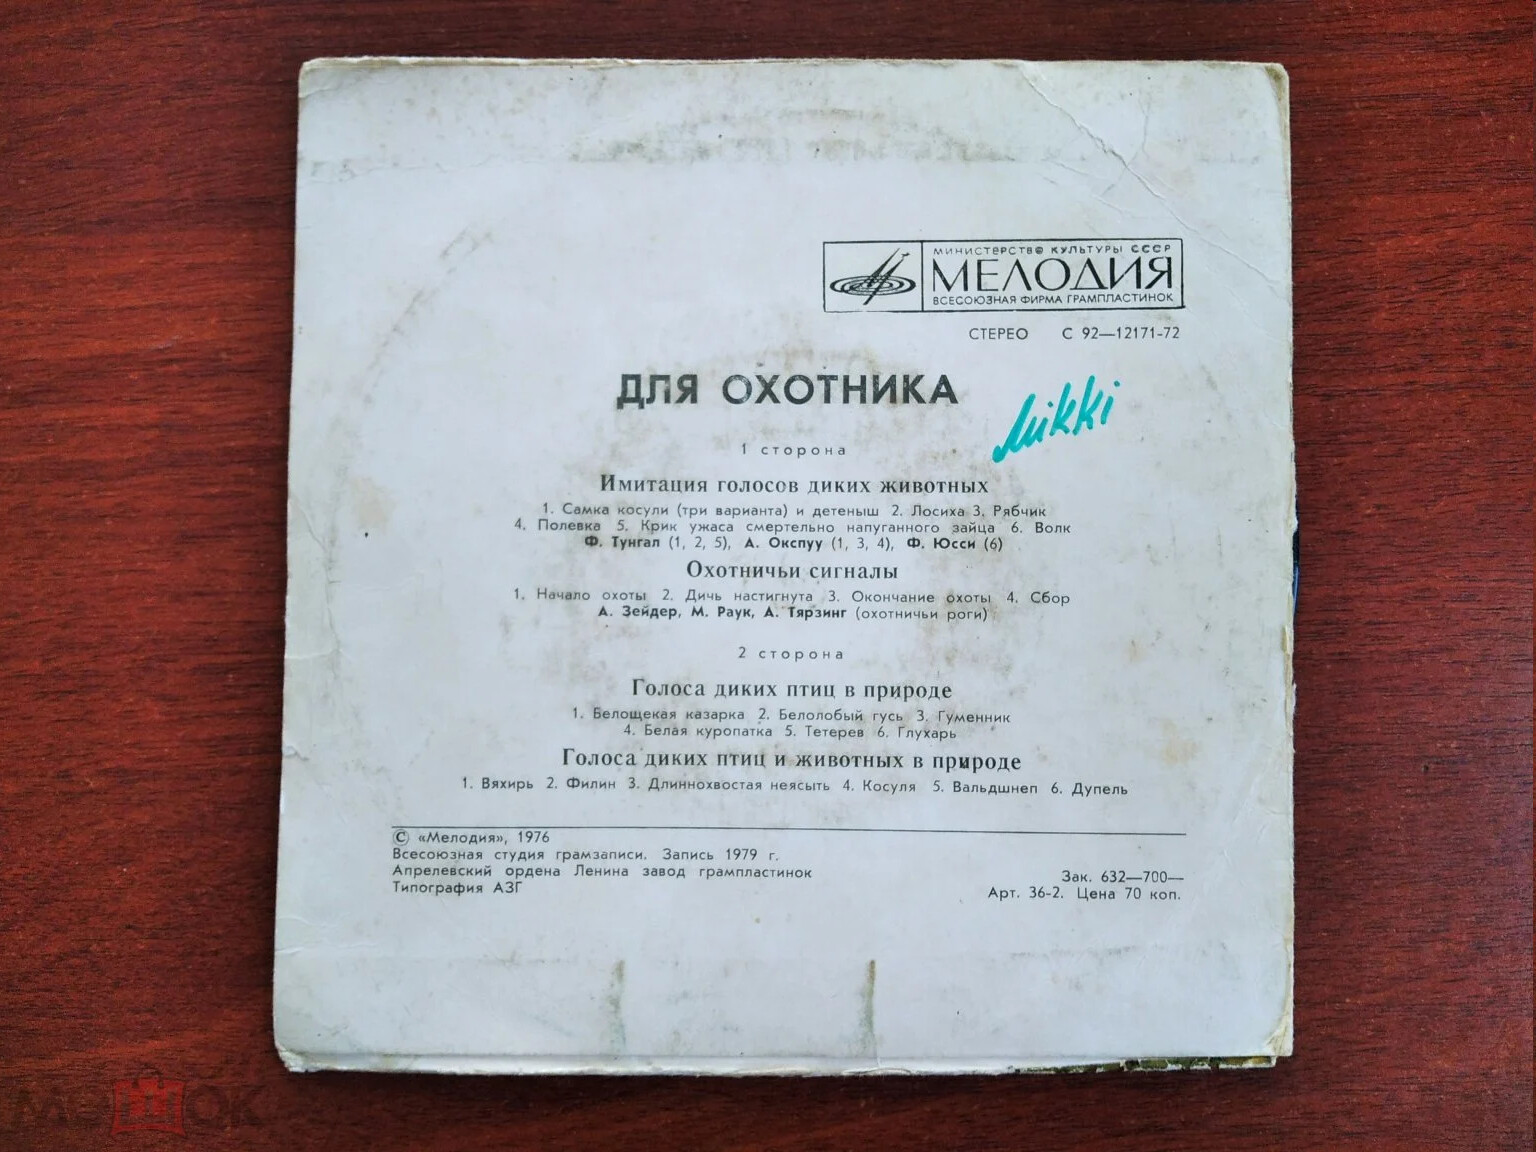 МИНИСТЕРСТВО КУЛЬТУРЫ СССР
МЕЛОДИЯ
ВСЕСОЮЗНАЯ ФИРМА ГРАМПЛАСТИНОК
СТЕРЕО С 92—12171-72
ДЛЯ ОХОТНИКА
mikki
1 сторона
Имитация голосов диких животных
1. Самка косули (три варианта) и детеныш 2. Лосиха 3. Рябчик
4. Полевка 5. Крик ужаса смертельно напуганного зайца 6. Волк
Ф. Тунгал (1, 2, 5), А. Окспуу (1, 3, 4), Ф. Юсси (6)
Охотничьи сигналы
1. Начало охоты 2. Дичь настигнута 3. Окончание охоты 4. Сбор
А. Зейдер, М. Раук, А. Тярзинг (охотничьи роги)
2 сторона
Голоса диких птиц в природе
1. Белощекая казарка 2. Белолобый гусь 3. Гуменник
4. Белая куропатка 5. Тетерев 6. Глухарь
Голоса диких птиц и животных в природе
1. Вяхирь 2. Филин 3. Длиннохвостая неясыть 4. Косуля 5. Вальдшнеп 6. Дупель
© «Мелодия», 1976
Всесоюзная студия грамзаписи. Запись 1979 г.
Апрелевский ордена Ленина завод грампластинок
Типография АЗГ
Зак. 632—700—
Арт. 36-2. Цена 70 коп.
мешок